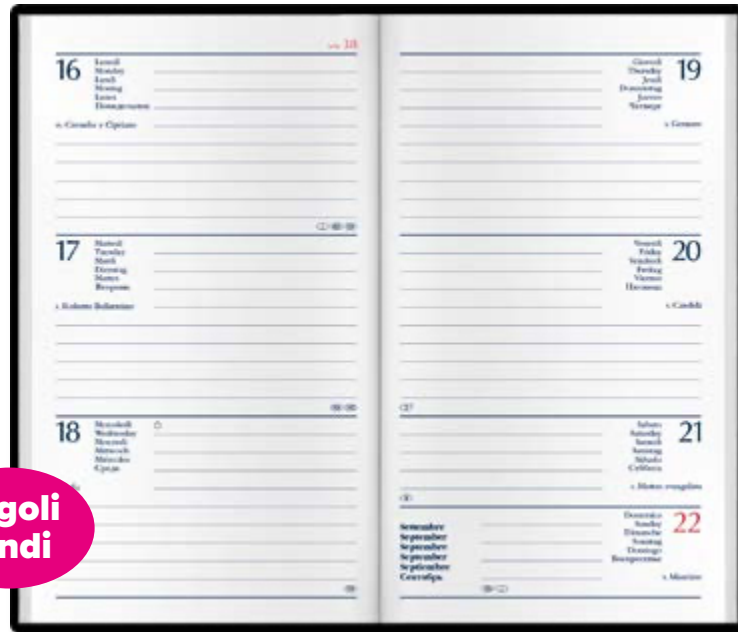 38
16
Lunedì
Monday
Lundi
Montag
Lunes
Понедельник
ss. Cornelio e Cipriano
17
Martedì
Tuesday
Mardi
Dienstag
Martes
Вторник
s. Roberto Bellarmino
18
Mercoledì
Wednesday
Mercredi
Mittwoch
Miércoles
Среда
goli
ndi
Giovedì
Thursday
Jeudi
Donnerstag
Jueves
Четверг
19
s. Gennaro
Venerdì
Friday
Vendredi
Freitag
Viernes
Пятница
20
s. Candida
Sabato
Saturday
Samedi
Samstag
Sábado
Суббота
21
s. Matteo evangelista
Settembre
September
Septembre
September
Septiembre
Сентябрь
Domenica
Sunday
Dimanche
Sonntag
Domingo
Воскресенье
22
s. Maurizio